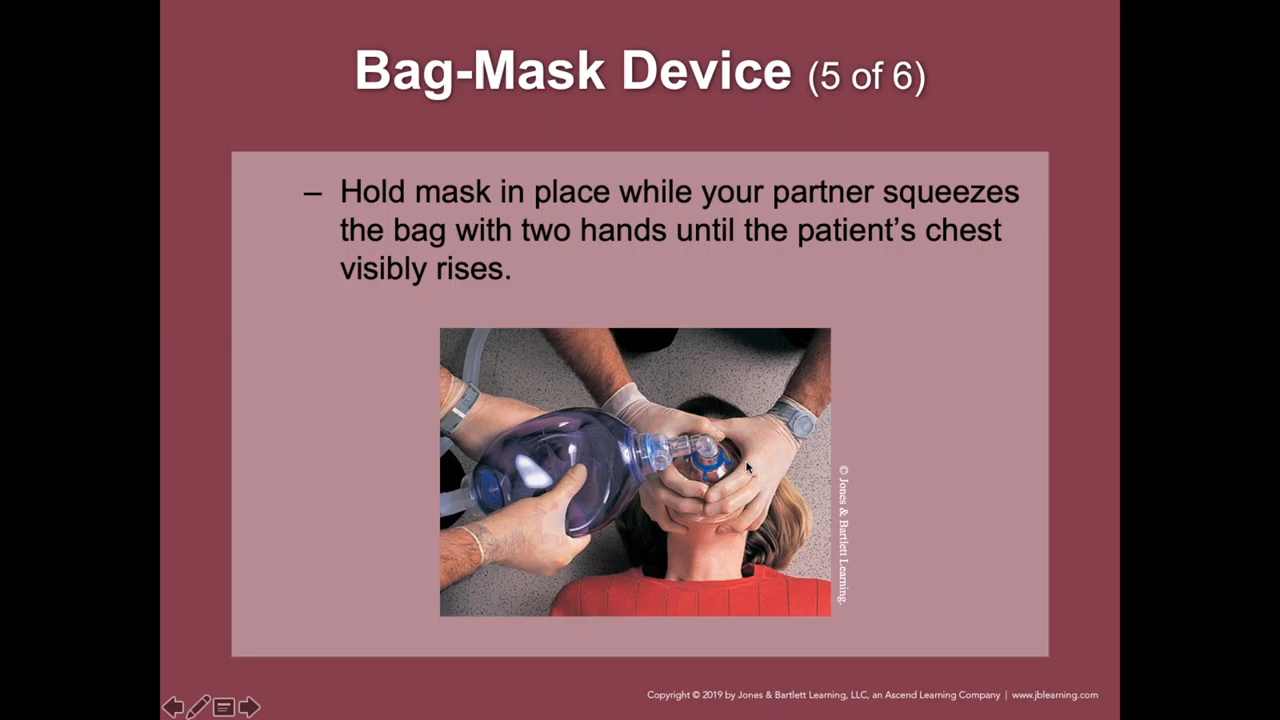 Bag-Mask Device (5 of 6)
– Hold mask in place while your partner squeezes
the bag with two hands until the patient’s chest
visibly rises.
© Jones & Bartlett Learning.
Copyright © 2019 by Jones & Bartlett Learning, LLC, an Ascend Learning Company | www.jblearning.com